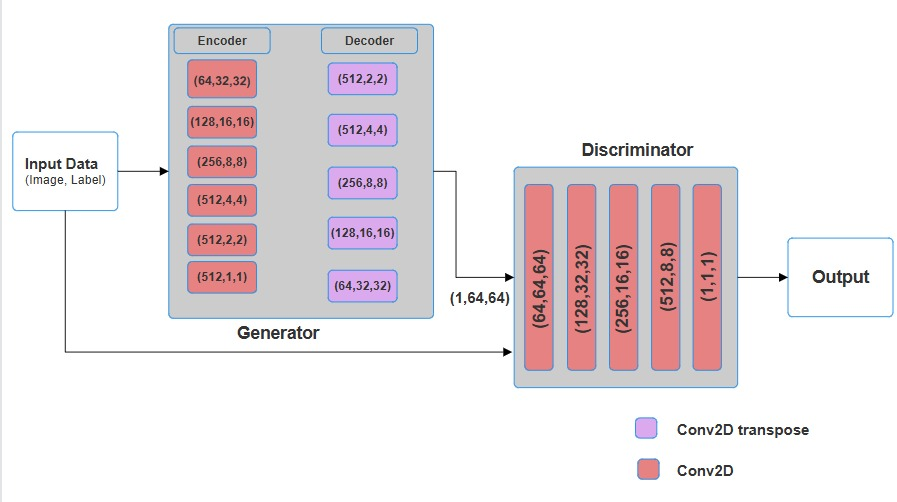 Encoder
Decoder
(64,32,32)
(128,16,16)
(256,8,8)
(512,4,4)
(512,2,2)
(512,1,1)
(512,2,2)
(512,4,4)
(256,8,8)
(128,16,16)
(64,32,32)
Input Data
(Image, Label)
Generator
(1,64,64)
Discriminator
(64,64,64)
(128,32,32)
(256,16,16)
(512,8,8)
(1,1,1)
Output
Conv2D transpose
Conv2D